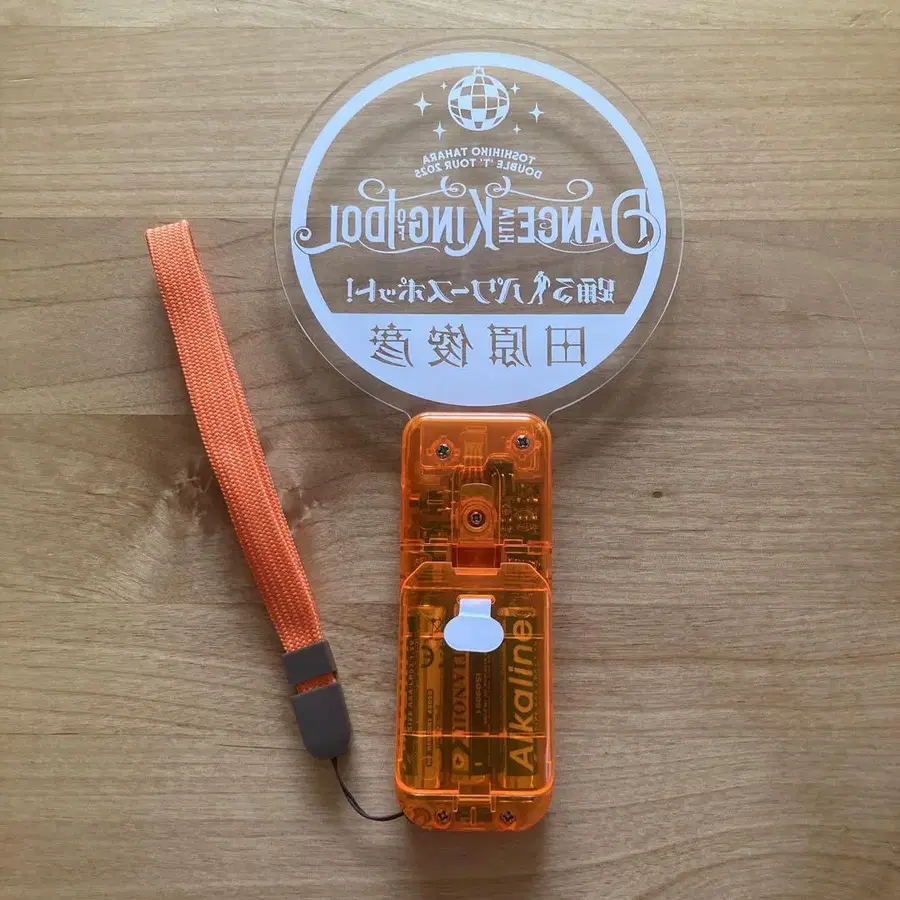 TOSHIHIKO TAHARA
DOUBLE 'T' TOUR 2025
DANCE WITH KING OF IDOL
踊るパワースポット!
田原俊彦
Alkaline